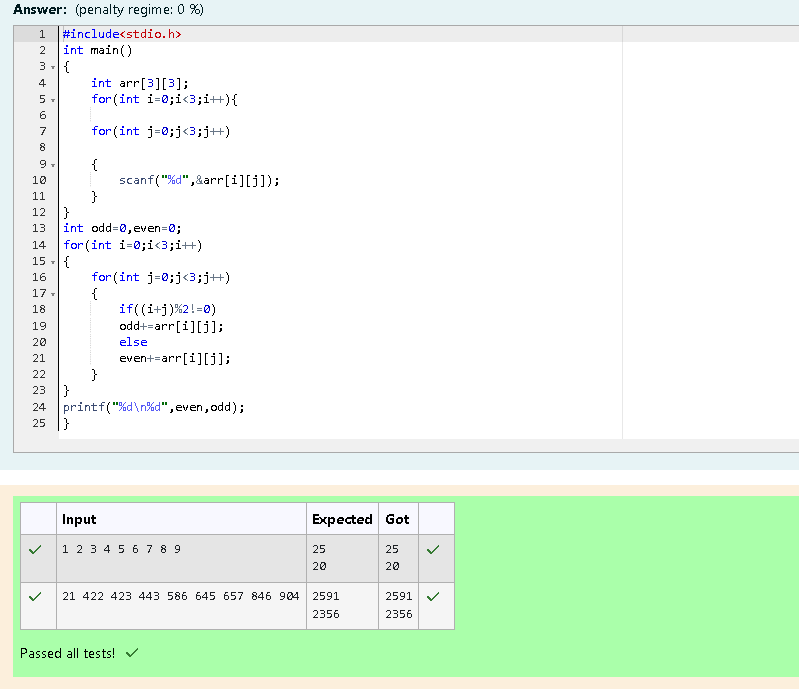 Answer: (penalty regime: 0 %)
1 #include<stdio.h>
2 int main()
3 {
4     int arr[3][3];
5     for(int i=0;i<3;i++){
6
7     for(int j=0;j<3;j++)
8
9     {
10         scanf("%d",&arr[i][j]);
11     }
12 }
13 int odd=0,even=0;
14 for(int i=0;i<3;i++)
15 {
16     for(int j=0;j<3;j++)
17     {
18         if((i+j)%2!=0)
19         odd+=arr[i][j];
20         else
21         even+=arr[i][j];
22     }
23 }
24 printf("%d\n%d",even,odd);
25 }
Input Expected Got
1 2 3 4 5 6 7 8 9 25 25
20 20
21 422 423 443 586 645 657 846 904 2591 2591
2356 2356
Passed all tests!